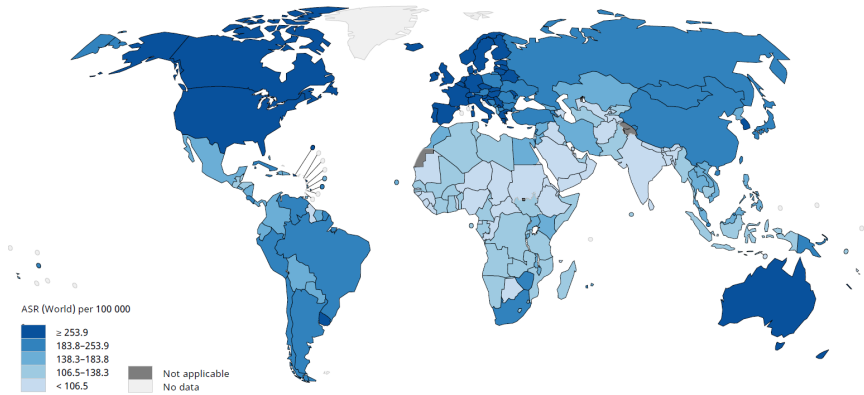 ASR (World) per 100 000
≥ 253.9
183.8–253.9
138.3–183.8
106.5–138.3
< 106.5
Not applicable
No data